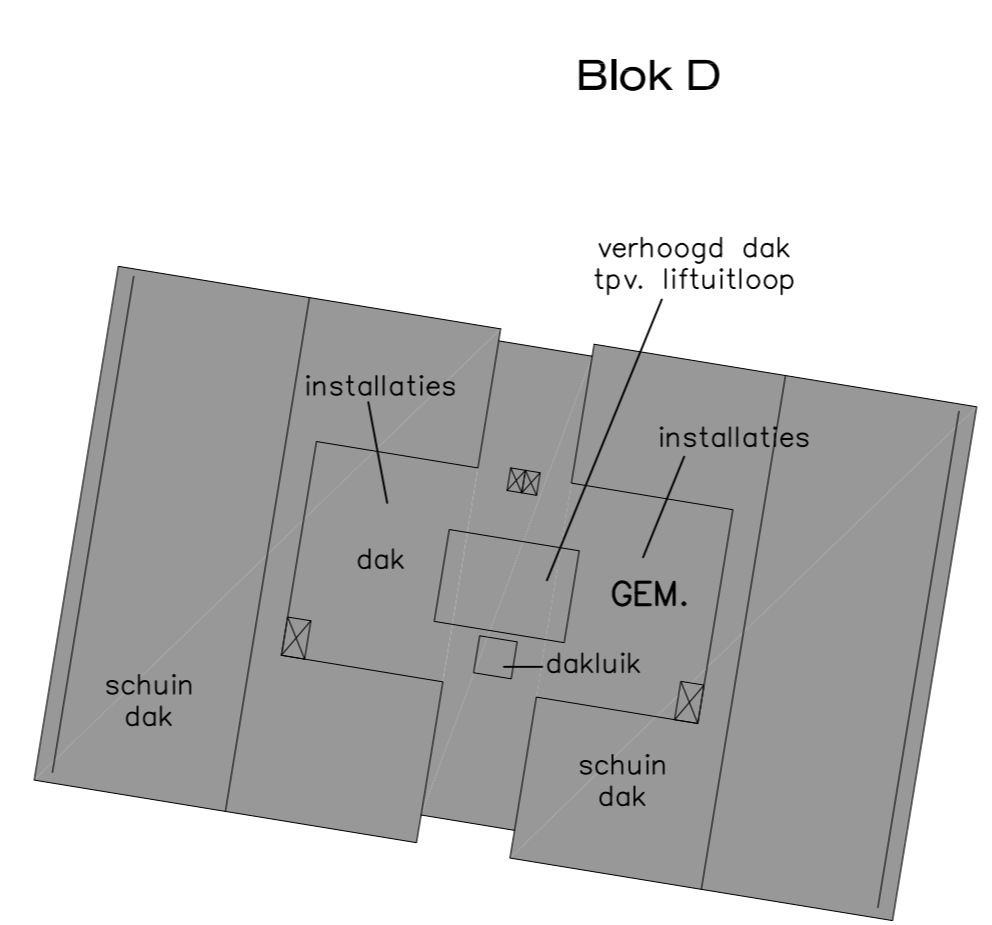 Blok D
verhoogd dak
tpv. liftuitloop
installaties
installaties
dak
GEM.
dakluik
schuin
dak
schuin
dak